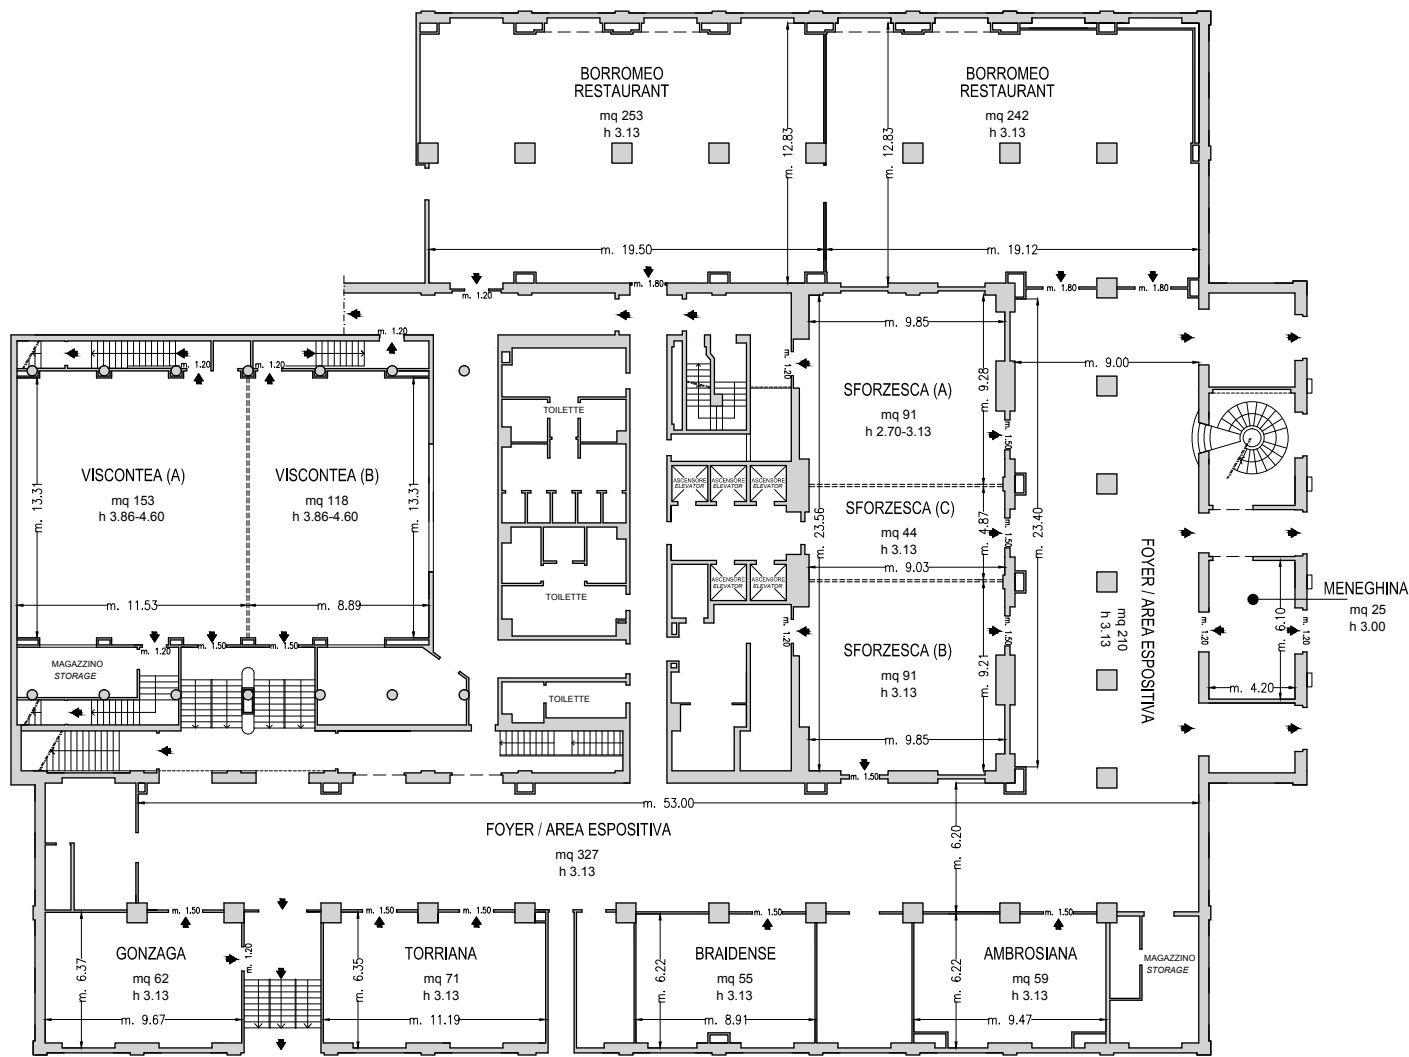 BORROMEO
RESTAURANT
mq 253
h 3.13
BORROMEO
RESTAURANT
mq 242
h 3.13
m. 12.83
m. 12.83
m. 19.50
m. 19.12
m. 1.20
m. 1.80
m. 1.80
m. 1.80
m. 1.20
m. 1.20
m. 1.20
m. 9.85
m. 1.20
m. 9.00
SFORZESCA (A)
mq 91
h 2.70-3.13
m. 9.28
m. 1.50
TOILETTE
VISCONTEA (A)
mq 153
h 3.86-4.60
VISCONTEA (B)
mq 118
h 3.86-4.60
m. 13.31
m. 13.31
m. 11.53
m. 8.89
ASCENSORE
ELEVATOR
ASCENSORE
ELEVATOR
ASCENSORE
ELEVATOR
SFORZESCA (C)
mq 44
h 3.13
m. 23.56
m. 4.87
m. 1.50
m. 23.40
m. 9.03
ASCENSORE
ELEVATOR
ASCENSORE
ELEVATOR
TOILETTE
FOYER / AREA ESPOSITIVA
mq 210
h 3.13
MENEGHINA
mq 25
h 3.00
m. 6.10
m. 1.20
m. 1.20
m. 4.20
m. 1.20
m. 1.50
m. 1.50
m. 1.20
m. 1.50
SFORZESCA (B)
mq 91
h 3.13
m. 9.21
m. 9.85
MAGAZZINO
STORAGE
TOILETTE
m. 1.50
m. 53.00
FOYER / AREA ESPOSITIVA
mq 327
h 3.13
m. 6.20
m. 1.50
m. 1.50
m. 1.50
m. 1.50
m. 1.50
GONZAGA
mq 62
h 3.13
m. 6.37
m. 9.67
m. 1.20
TORRIANA
mq 71
h 3.13
m. 6.35
m. 11.19
BRAIDENSE
mq 55
h 3.13
m. 6.22
m. 8.91
AMBROSIANA
mq 59
h 3.13
m. 6.22
m. 9.47
MAGAZZINO
STORAGE